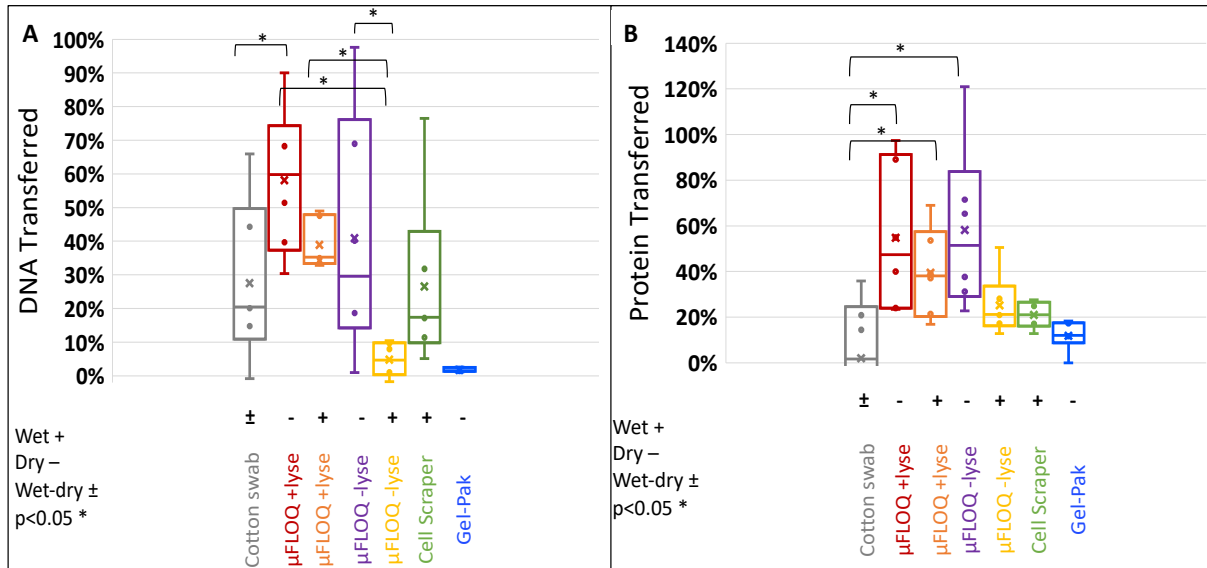 A
100%
90%
80%
70%
60%
50%
40%
30%
20%
10%
0%
DNA Transferred
*
*
*
*
± - + - + + -
Wet +
Dry –
Wet-dry ±
p<0.05 *
Cotton swab
µFLOQ +lyse
µFLOQ +lyse
µFLOQ -lyse
µFLOQ -lyse
Cell Scraper
Gel-Pak
B
140%
120%
100%
80%
60%
40%
20%
0%
Protein Transferred
*
*
*
± - + - + + -
Wet +
Dry –
Wet-dry ±
p<0.05 *
Cotton swab
µFLOQ +lyse
µFLOQ +lyse
µFLOQ -lyse
µFLOQ -lyse
Cell Scraper
Gel-Pak